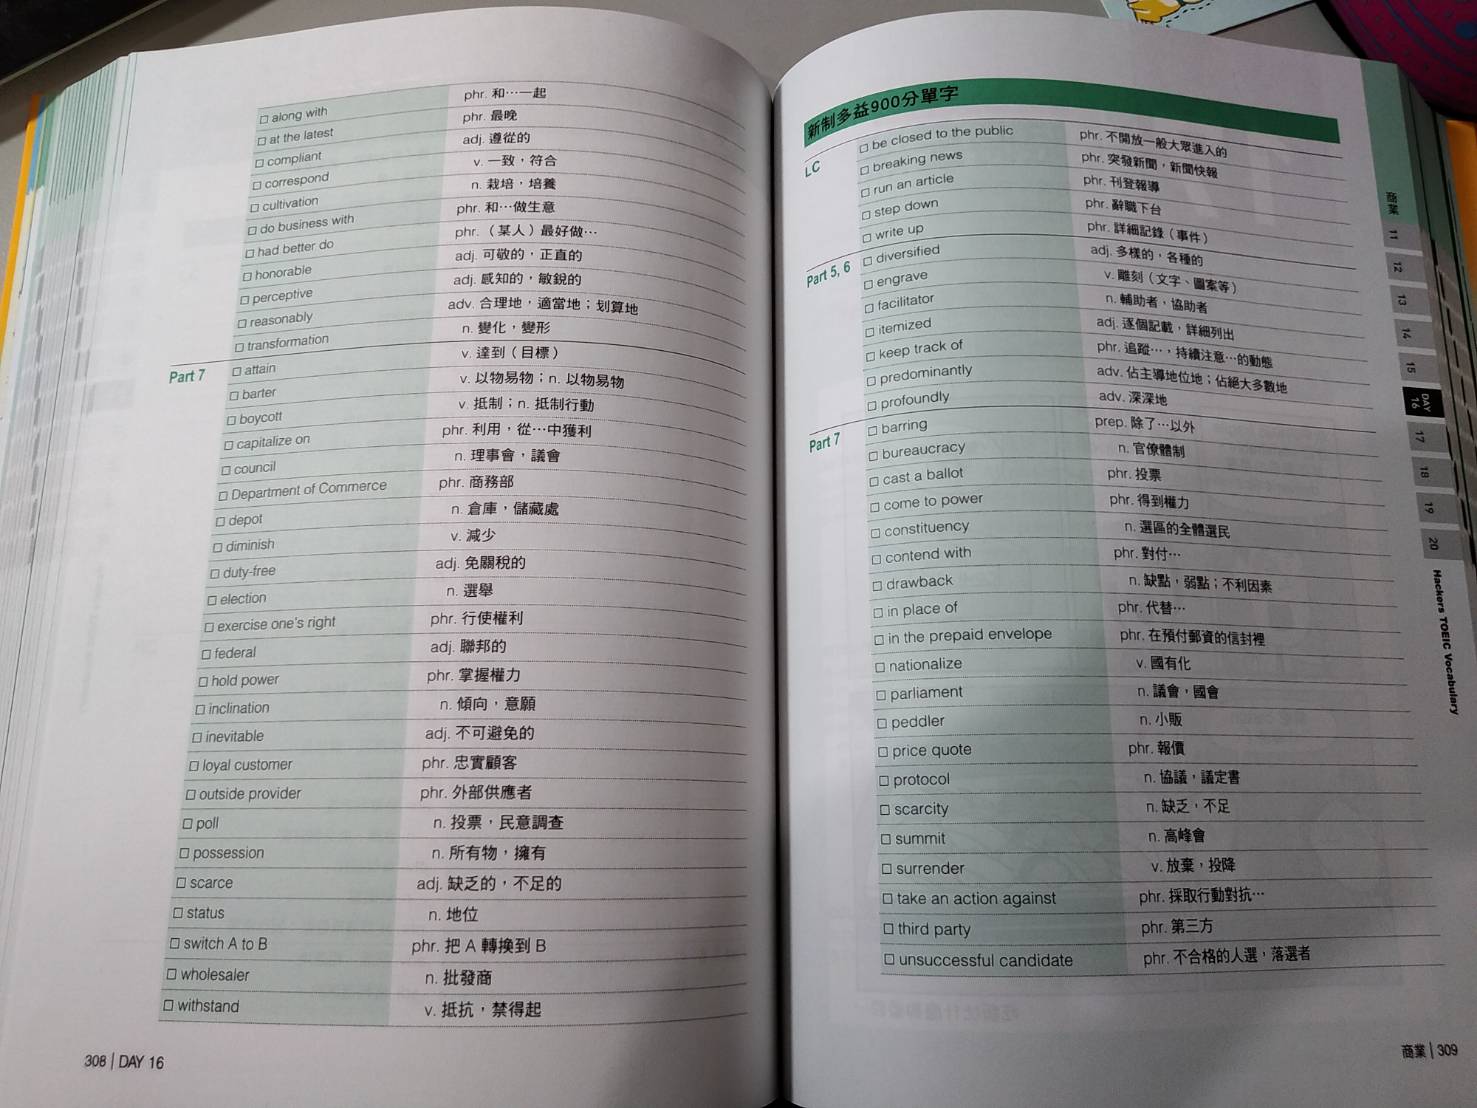 □ along with phr. 和…一起
□ at the latest phr. 最晚
□ compliant adj. 遵從的
□ correspond v. 一致，符合
□ cultivation n. 栽培，培養
□ do business with phr. 和…做生意
□ had better do phr.（某人）最好做…
□ honorable adj. 可敬的，正直的
□ perceptive adj. 感知的，敏銳的
□ reasonably adv. 合理地，適當地；划算地
□ transformation n. 變化，變形
Part 7 □ attain v. 達到（目標）
□ barter v. 以物易物；n. 以物易物
□ boycott v. 抵制；n. 抵制行動
□ capitalize on phr. 利用，從…中獲利
□ council n. 理事會，議會
□ Department of Commerce phr. 商務部
□ depot n. 倉庫，儲藏處
□ diminish v. 減少
□ duty-free adj. 免關稅的
□ election n. 選舉
□ exercise one's right phr. 行使權利
□ federal adj. 聯邦的
□ hold power phr. 掌握權力
□ inclination n. 傾向，意願
□ inevitable adj. 不可避免的
□ loyal customer phr. 忠實顧客
□ outside provider phr. 外部供應者
□ poll n. 投票，民意調查
□ possession n. 所有物，擁有
□ scarce adj. 缺乏的，不足的
□ status n. 地位
□ switch A to B phr. 把 A 轉換到 B
□ wholesaler n. 批發商
□ withstand v. 抵抗，禁得起
308 | DAY 16
新制多益900分單字
LC □ be closed to the public phr. 不開放一般大眾進入的
□ breaking news phr. 突發新聞，新聞快報
□ run an article phr. 刊登報導
□ step down phr. 辭職下台
□ write up phr. 詳細記錄（事件）
Part 5, 6 □ diversified adj. 多樣的，各種的
□ engrave v. 雕刻（文字、圖案等）
□ facilitator n. 輔助者，協助者
□ itemized adj. 逐個記載，詳細列出
□ keep track of phr. 追蹤…，持續注意…的動態
□ predominantly adv. 佔主導地位地；佔絕大多數地
□ profoundly adv. 深深地
Part 7 □ barring prep. 除了…以外
□ bureaucracy n. 官僚體制
□ cast a ballot phr. 投票
□ come to power phr. 得到權力
□ constituency n. 選區的全體選民
□ contend with phr. 對付…
□ drawback n. 缺點，弱點；不利因素
□ in place of phr. 代替…
□ in the prepaid envelope phr. 在預付郵資的信封裡
□ nationalize v. 國有化
□ parliament n. 議會，國會
□ peddler n. 小販
□ price quote phr. 報價
□ protocol n. 協議，議定書
□ scarcity n. 缺乏，不足
□ summit n. 高峰會
□ surrender v. 放棄，投降
□ take an action against phr. 採取行動對抗…
□ third party phr. 第三方
□ unsuccessful candidate phr. 不合格的人選，落選者
商業
11
12
13
14
15
DAY 16
17
18
19
20
Hackers TOEIC Vocabulary
商業 | 309